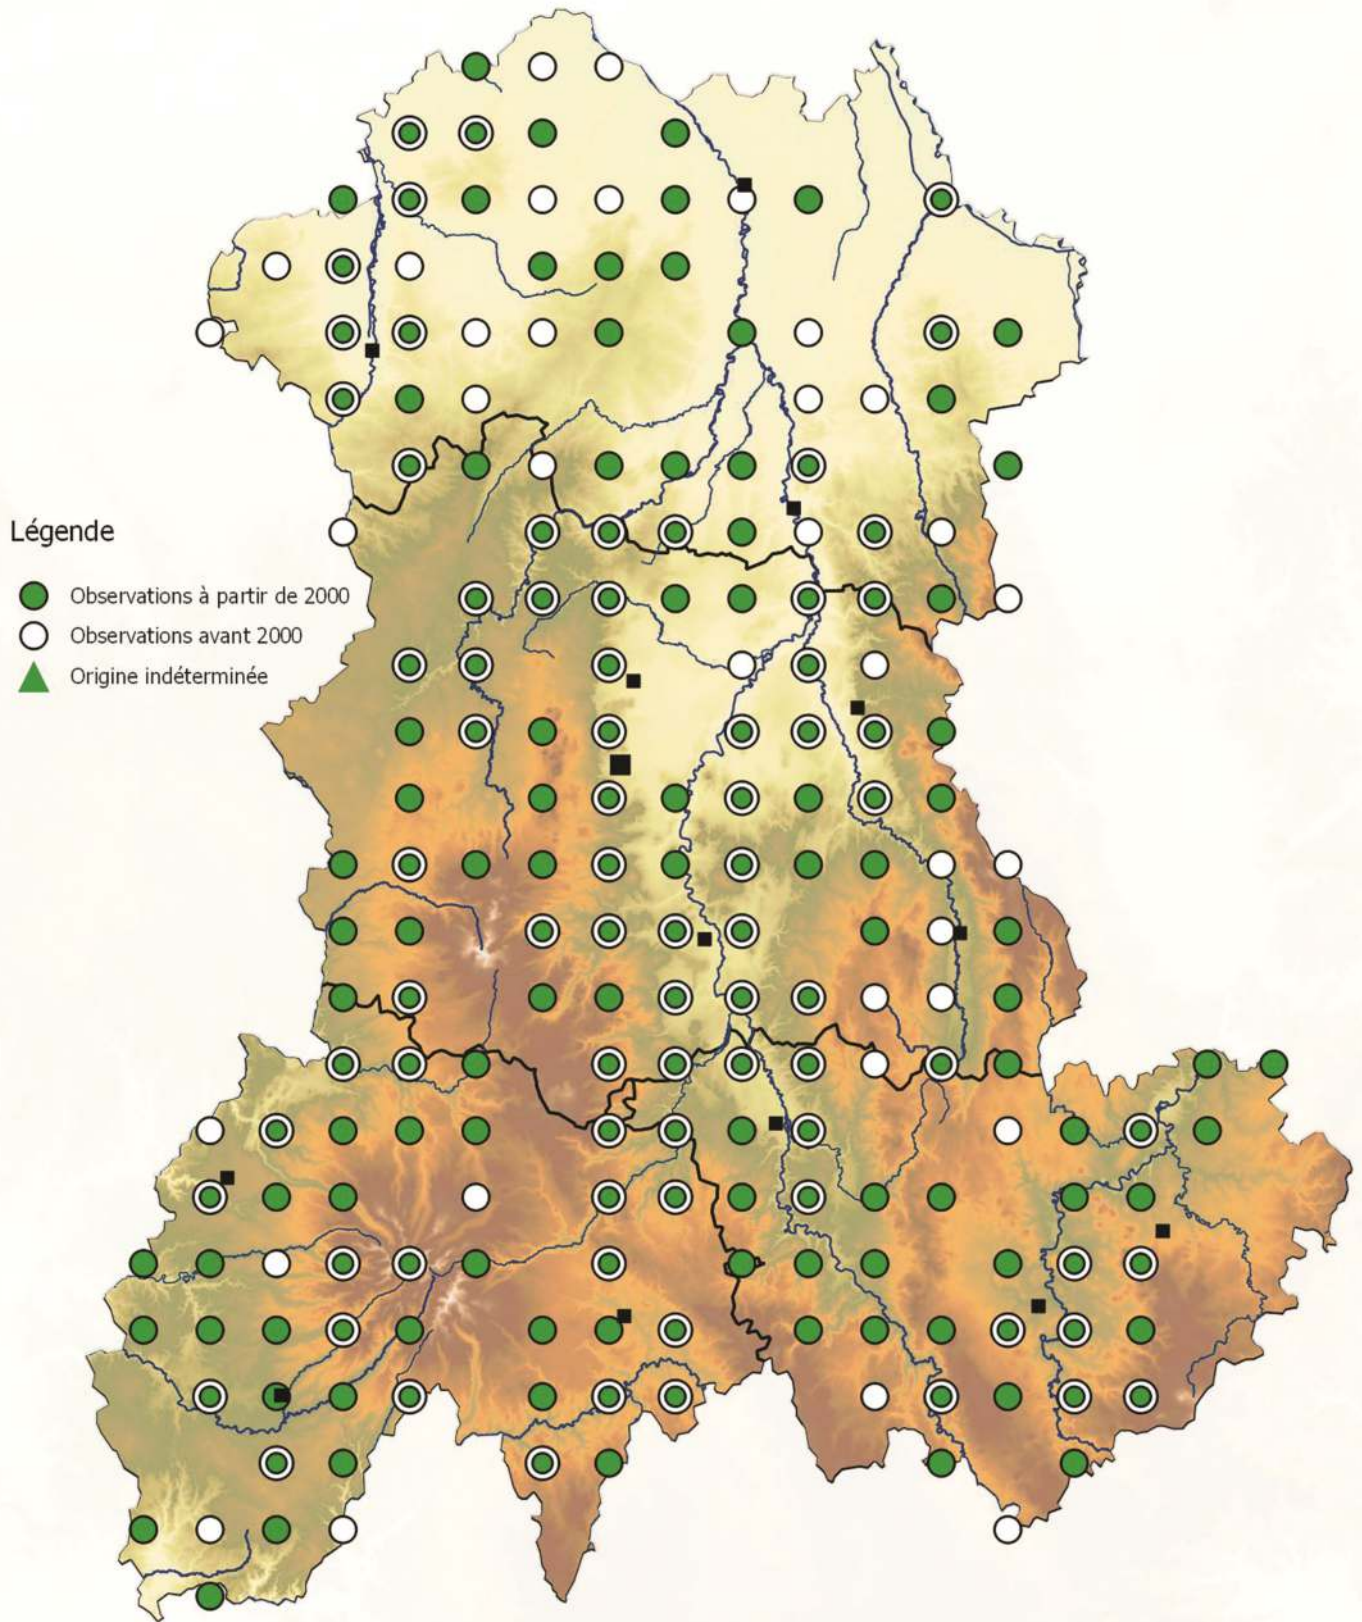 Légende
Observations à partir de 2000
Observations avant 2000
Origine indéterminée